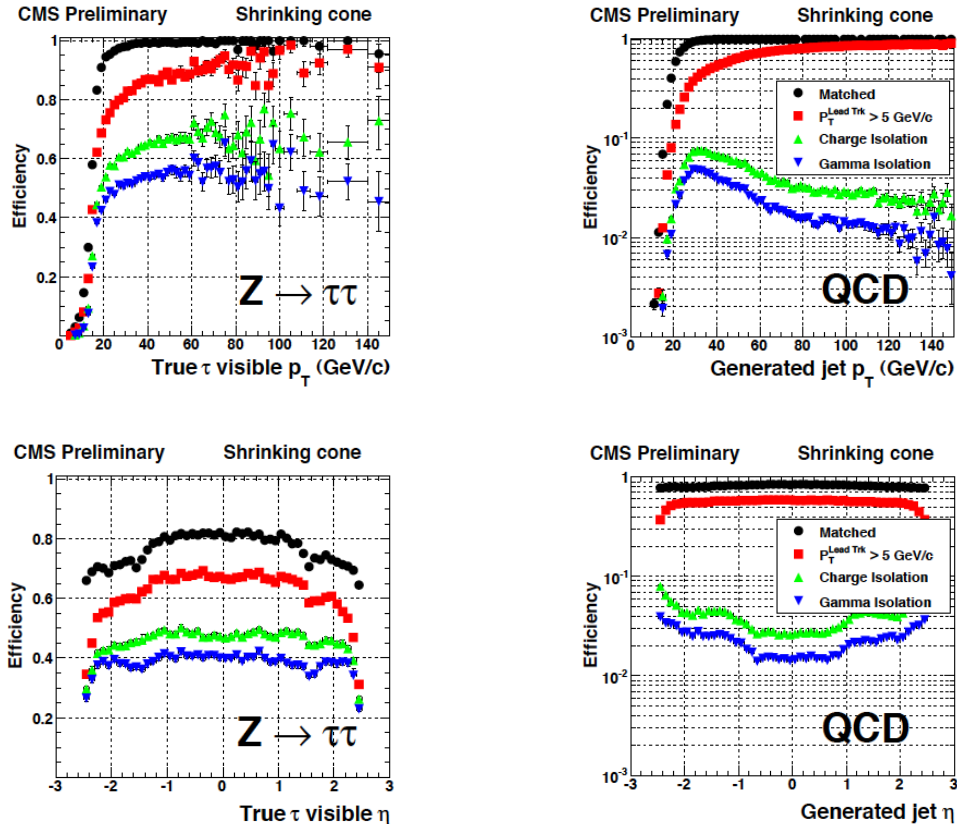 CMS Preliminary Shrinking cone
1
0.8
0.6
0.4
0.2
Efficiency
Z → ττ
0 20 40 60 80 100 120 140
True τ visible p_T (GeV/c)
CMS Preliminary Shrinking cone
1
10⁻¹
10⁻²
10⁻³
Efficiency
Matched
P_T^Lead Trk > 5 GeV/c
Charge Isolation
Gamma Isolation
QCD
0 20 40 60 80 100 120 140
Generated jet p_T (GeV/c)
CMS Preliminary Shrinking cone
1
0.8
0.6
0.4
0.2
Efficiency
Z → ττ
-3 -2 -1 0 1 2 3
True τ visible η
CMS Preliminary Shrinking cone
1
10⁻¹
10⁻²
10⁻³
Efficiency
Matched
P_T^Lead Trk > 5 GeV/c
Charge Isolation
Gamma Isolation
QCD
-3 -2 -1 0 1 2 3
Generated jet η